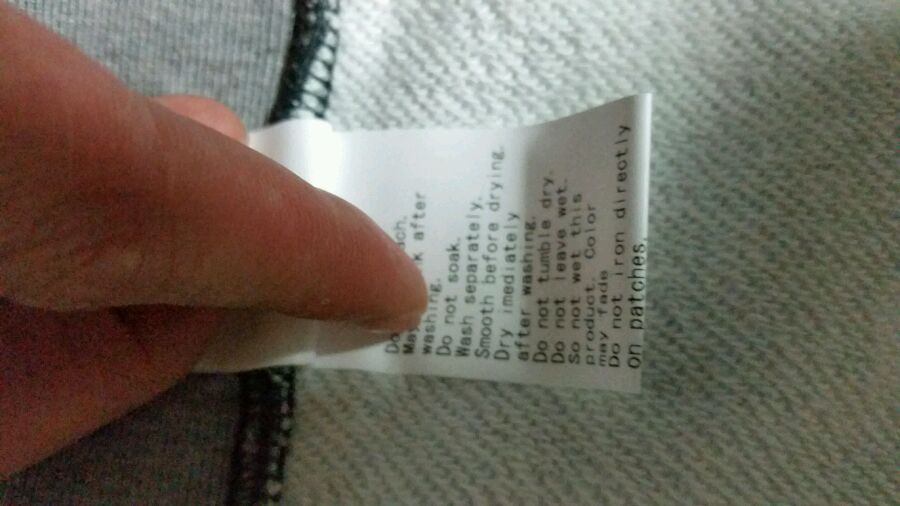 Do
washing.
Do not soak.
Wash separately.
Smooth before drying.
Dry imediately
after washing.
Do not tumble dry.
Do not leave wet.
So not wet this
product. Color
may fade
Do not iron directly
on patches.